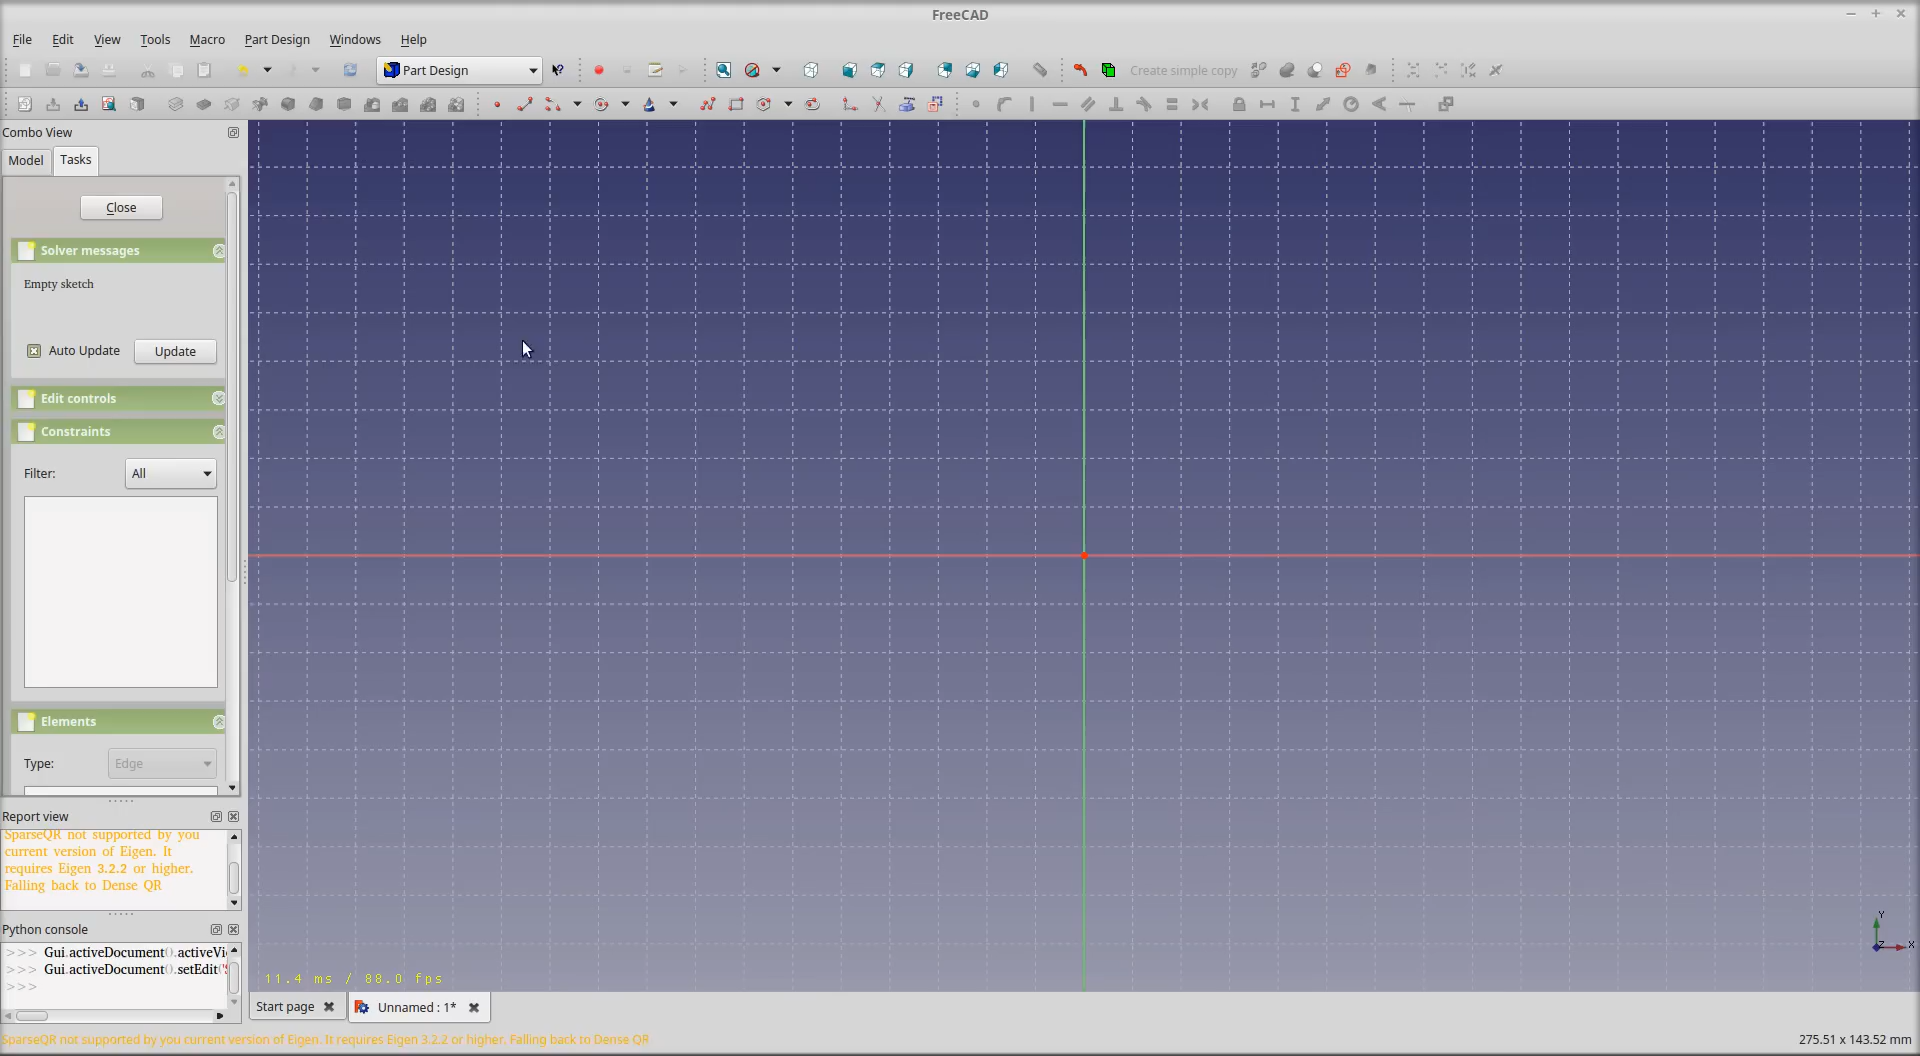 FreeCAD
File Edit View Tools Macro Part Design Windows Help
Part Design
Create simple copy
Combo View
Model Tasks
Close
Solver messages
Empty sketch
Auto Update Update
Edit controls
Constraints
Filter: All
Elements
Type: Edge
Report view
SparseQR not supported by you
current version of Eigen. It
requires Eigen 3.2.2 or higher.
Falling back to Dense QR
Python console
>>> Gui.activeDocument().activeVi
>>> Gui.activeDocument().setEdit('
>>>
Y
Z X
11.4 ms / 88.0 fps
Start page Unnamed : 1*
SparseQR not supported by you current version of Eigen. It requires Eigen 3.2.2 or higher. Falling back to Dense QR
275.51 x 143.52 mm